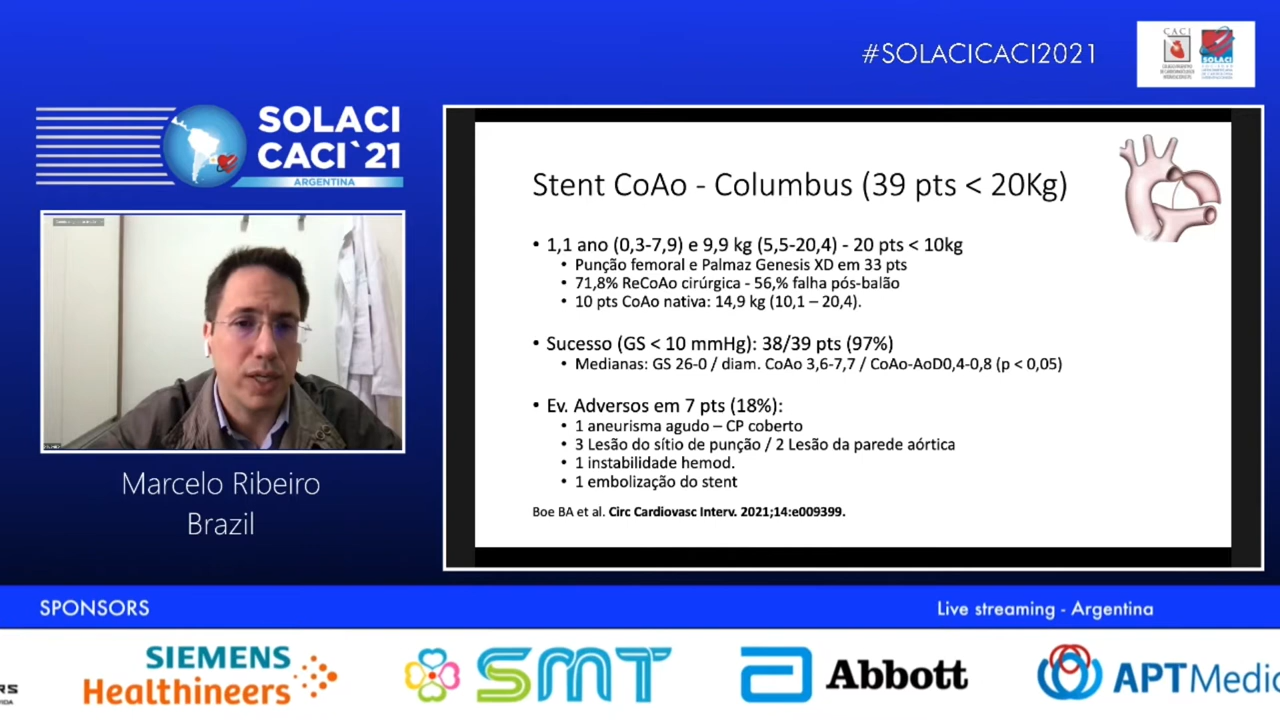 #SOLACICACI2021
CACI
SOLACI
SOLACI
CACI`21
ARGENTINA
Marcelo Ribeiro
Brazil
Stent CoAo - Columbus (39 pts < 20Kg)
• 1,1 ano (0,3-7,9) e 9,9 kg (5,5-20,4) - 20 pts < 10kg
• Punção femoral e Palmaz Genesis XD em 33 pts
• 71,8% ReCoAo cirúrgica - 56,% falha pós-balão
• 10 pts CoAo nativa: 14,9 kg (10,1 – 20,4).
• Sucesso (GS < 10 mmHg): 38/39 pts (97%)
• Medianas: GS 26-0 / diam. CoAo 3,6-7,7 / CoAo-AoD0,4-0,8 (p < 0,05)
• Ev. Adversos em 7 pts (18%):
• 1 aneurisma agudo – CP coberto
• 3 Lesão do sítio de punção / 2 Lesão da parede aórtica
• 1 instabilidade hemod.
• 1 embolização do stent
Boe BA et al. Circ Cardiovasc Interv. 2021;14:e009399.
SPONSORS
Live streaming - Argentina
RS
VIDA
SIEMENS
Healthineers
SMT
Abbott
APTMedic